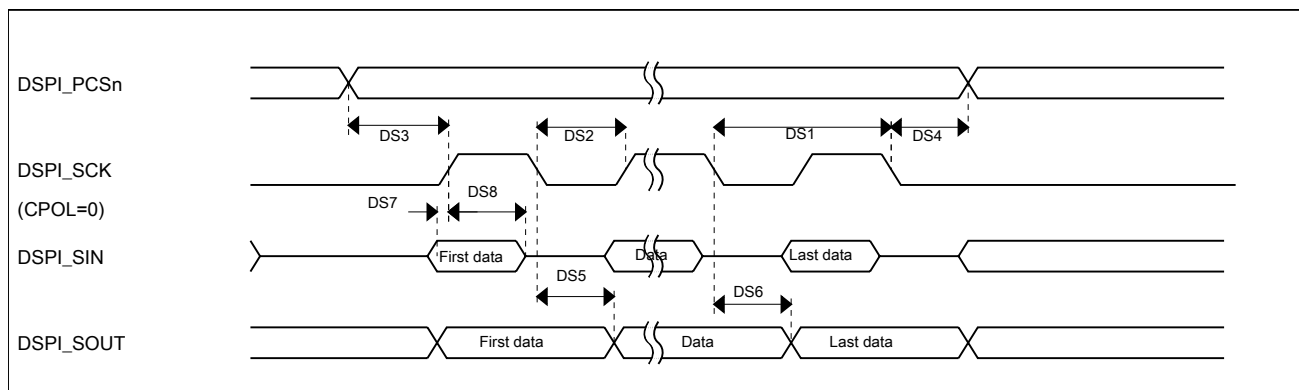 DSPI_PCSn
DS3
DS2
DS1
DS4
DSPI_SCK
(CPOL=0)
DS7
DS8
DSPI_SIN
First data
Data
Last data
DS5
DS6
DSPI_SOUT
First data
Data
Last data